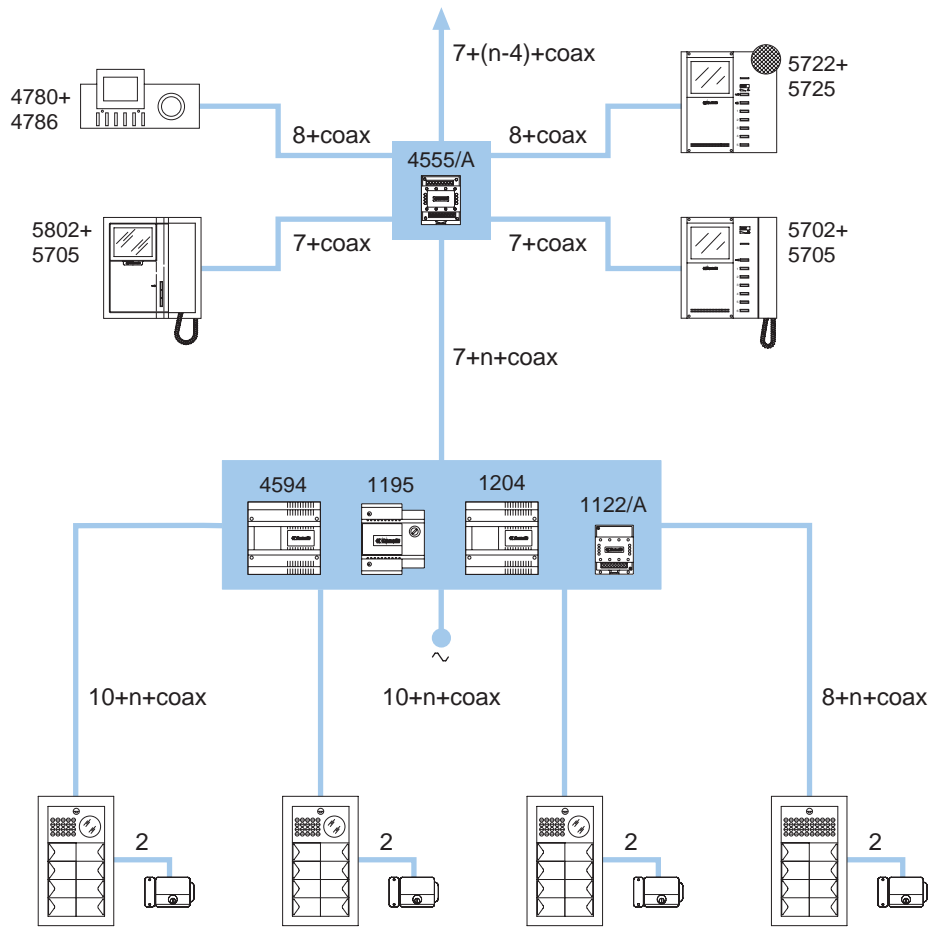 7+(n-4)+coax
4780+
4786
5722+
5725
8+coax
8+coax
4555/A
5802+
5705
7+coax
7+coax
5702+
5705
7+n+coax
4594
1195
1204
1122/A
10+n+coax
10+n+coax
8+n+coax
2
2
2
2